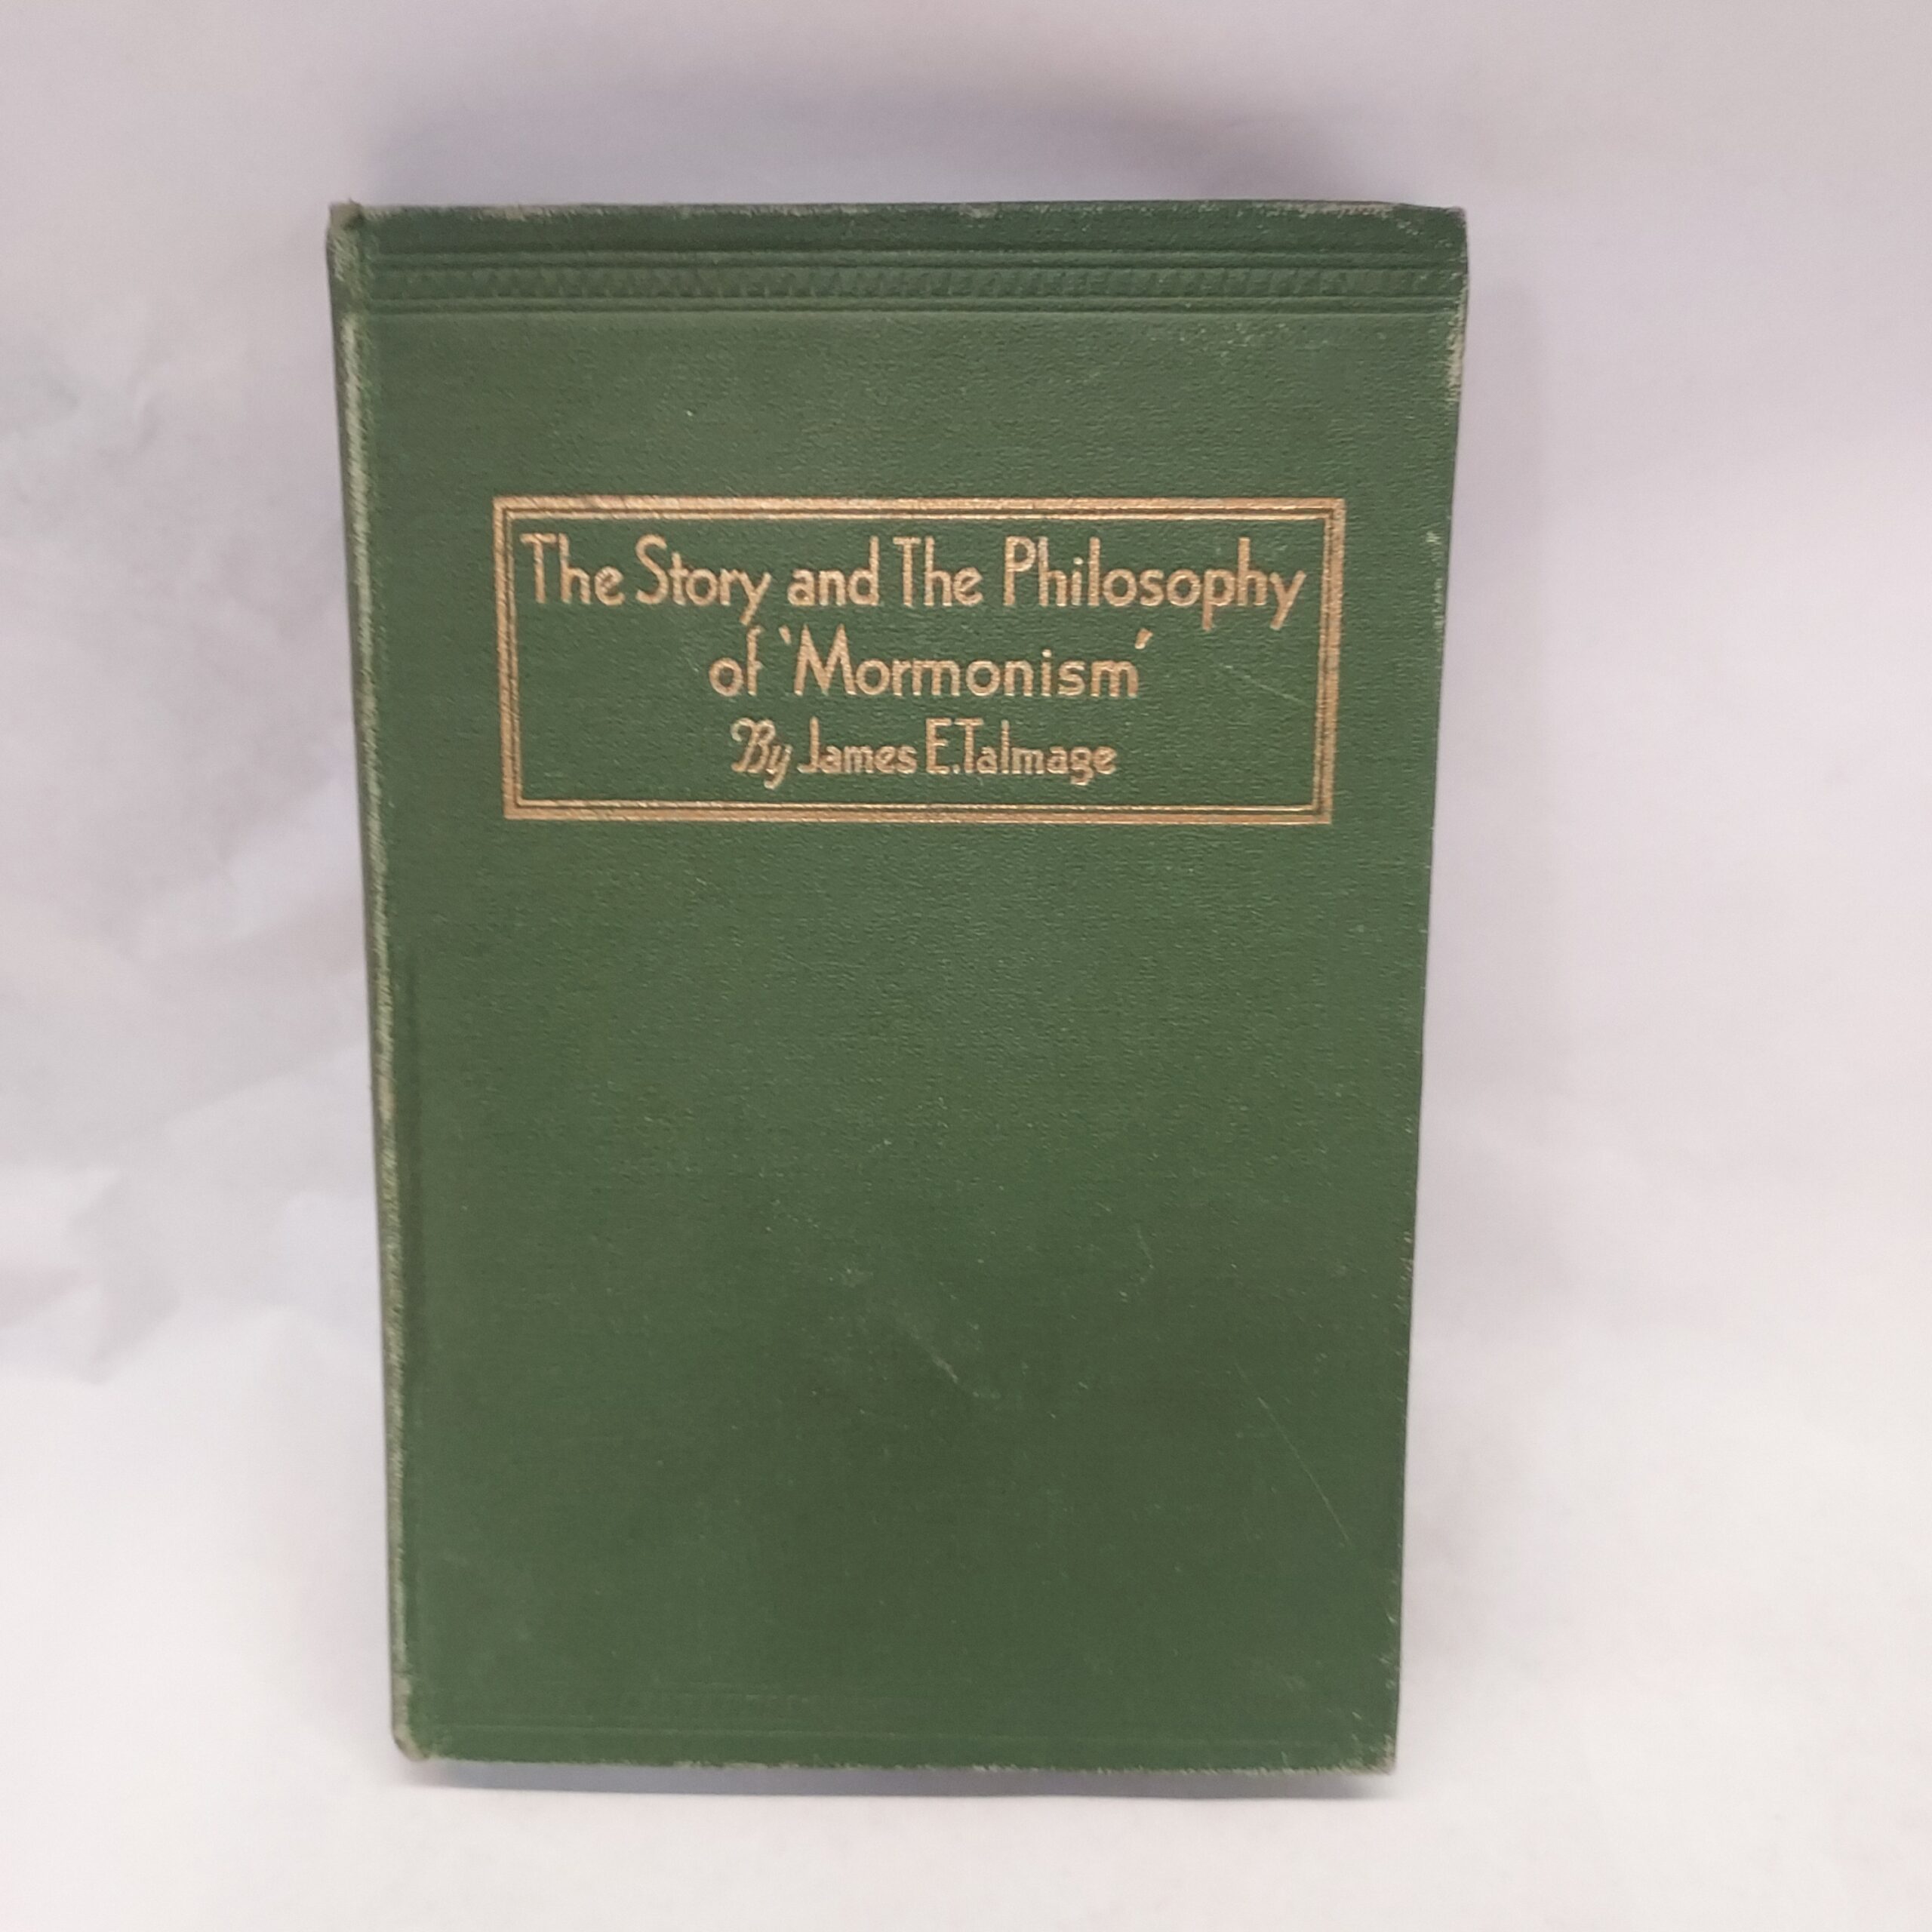 The Story and The Philosophy
of 'Mormonism'
By James E. Talmage